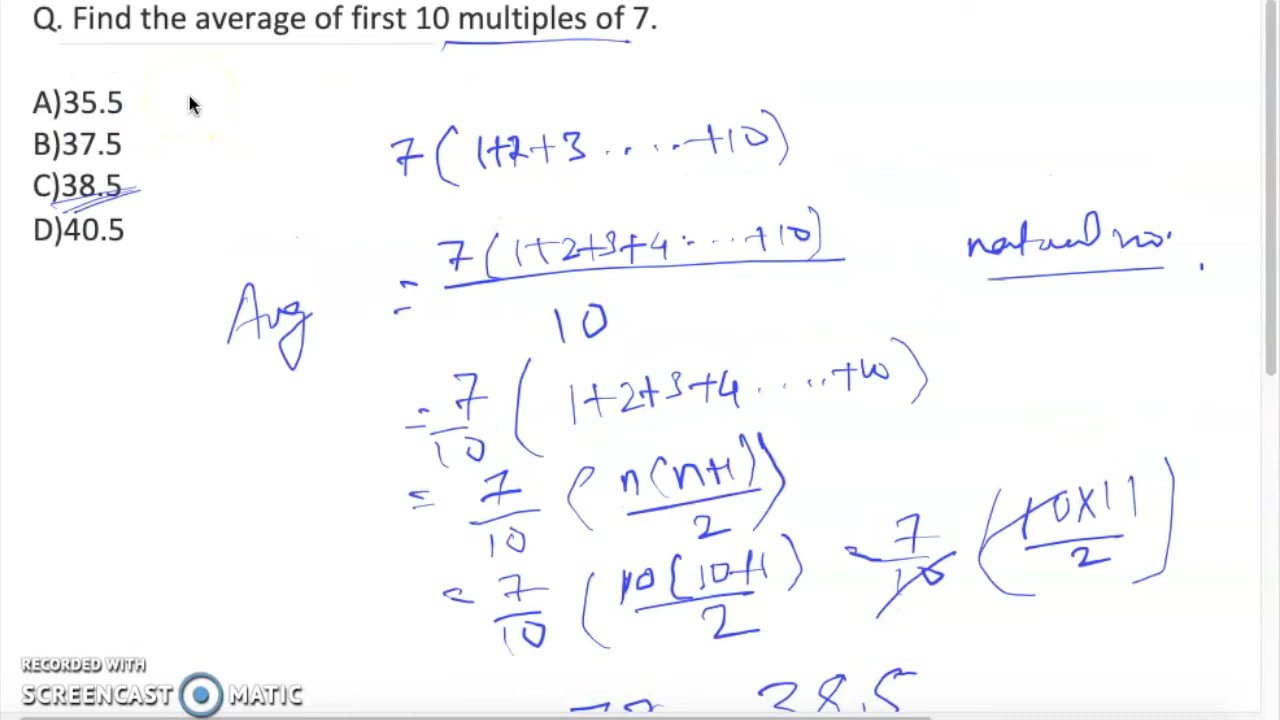 Q. Find the average of first 10 multiples of 7.
A)35.5
B)37.5
C)38.5
D)40.5
7(1+2+3.....+10)
natural no.
Avg = 7(1+2+3+4.....+10)
10
= 7/10 (1+2+3+4.....+10)
= 7/10 (n(n+1)/2)
= 7/10 (10(10+1)/2) = 7/10 (10x11/2)
38.5
RECORDED WITH
SCREENCAST MATIC